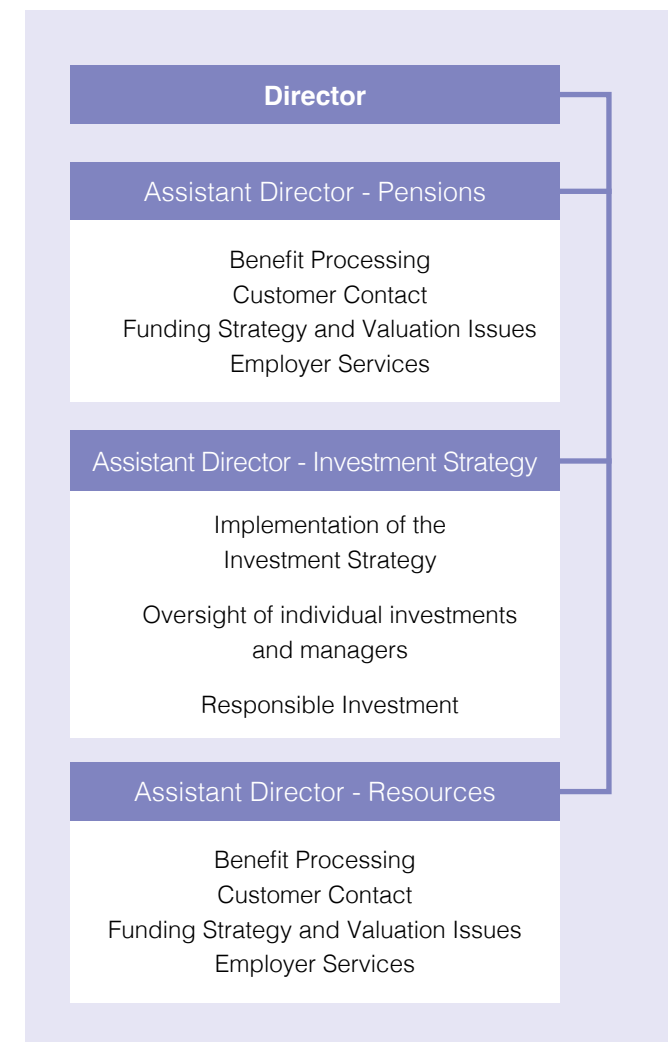 Director
Assistant Director - Pensions
Benefit Processing
Customer Contact
Funding Strategy and Valuation Issues
Employer Services
Assistant Director - Investment Strategy
Implementation of the
Investment Strategy
Oversight of individual investments
and managers
Responsible Investment
Assistant Director - Resources
Benefit Processing
Customer Contact
Funding Strategy and Valuation Issues
Employer Services